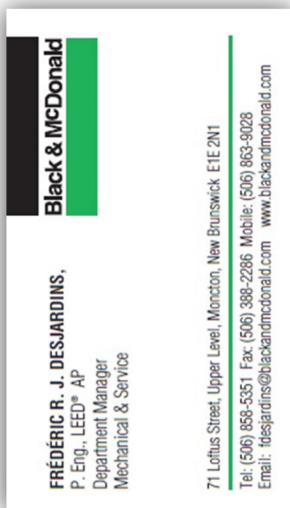 Black & McDonald
FRÉDÉRIC R. J. DESJARDINS,
P. Eng., LEED® AP
Department Manager
Mechanical & Service
71 Loftus Street, Upper Level, Moncton, New Brunswick E1E 2N1
Tel: (506) 858-5351 Fax: (506) 388-2286 Mobile: (506) 863-9028
Email: fdesjardins@blackandmcdonald.com www.blackandmcdonald.com